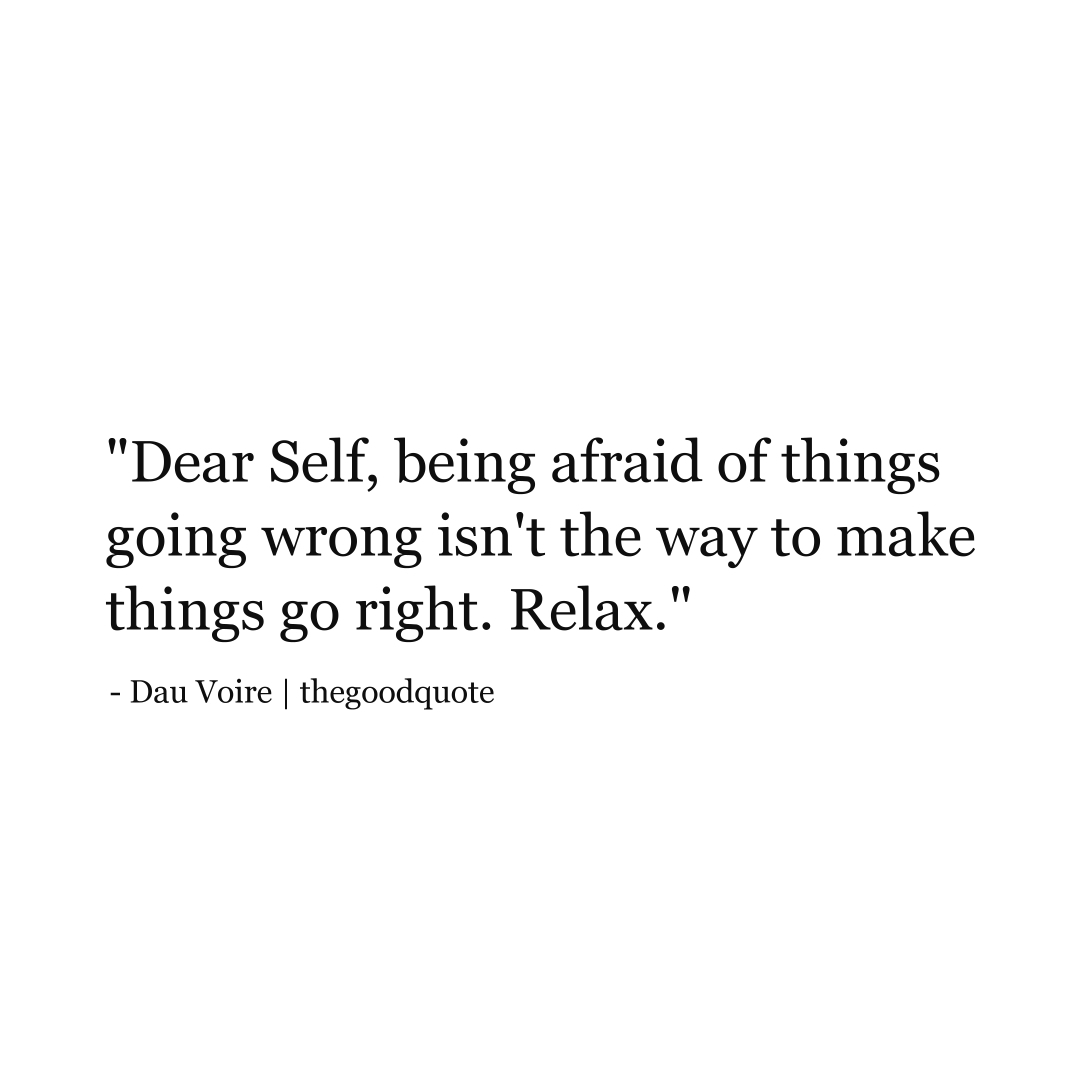 "Dear Self, being afraid of things
going wrong isn't the way to make
things go right. Relax."
- Dau Voire | thegoodquote